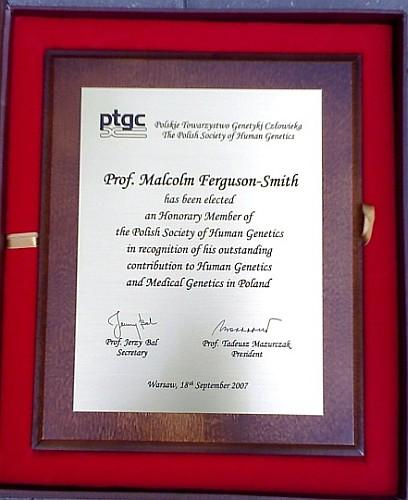 ptgc
Polskie Towarzystwo Genetyki Człowieka
The Polish Society of Human Genetics
Prof. Malcolm Ferguson-Smith
has been elected
an Honorary Member of
the Polish Society of Human Genetics
in recognition of his outstanding
contribution to Human Genetics
and Medical Genetics in Poland
Jerzy Bal
Prof. Jerzy Bal
Secretary
Prof. Tadeusz Mazurczak
President
Warsaw, 18th September 2007